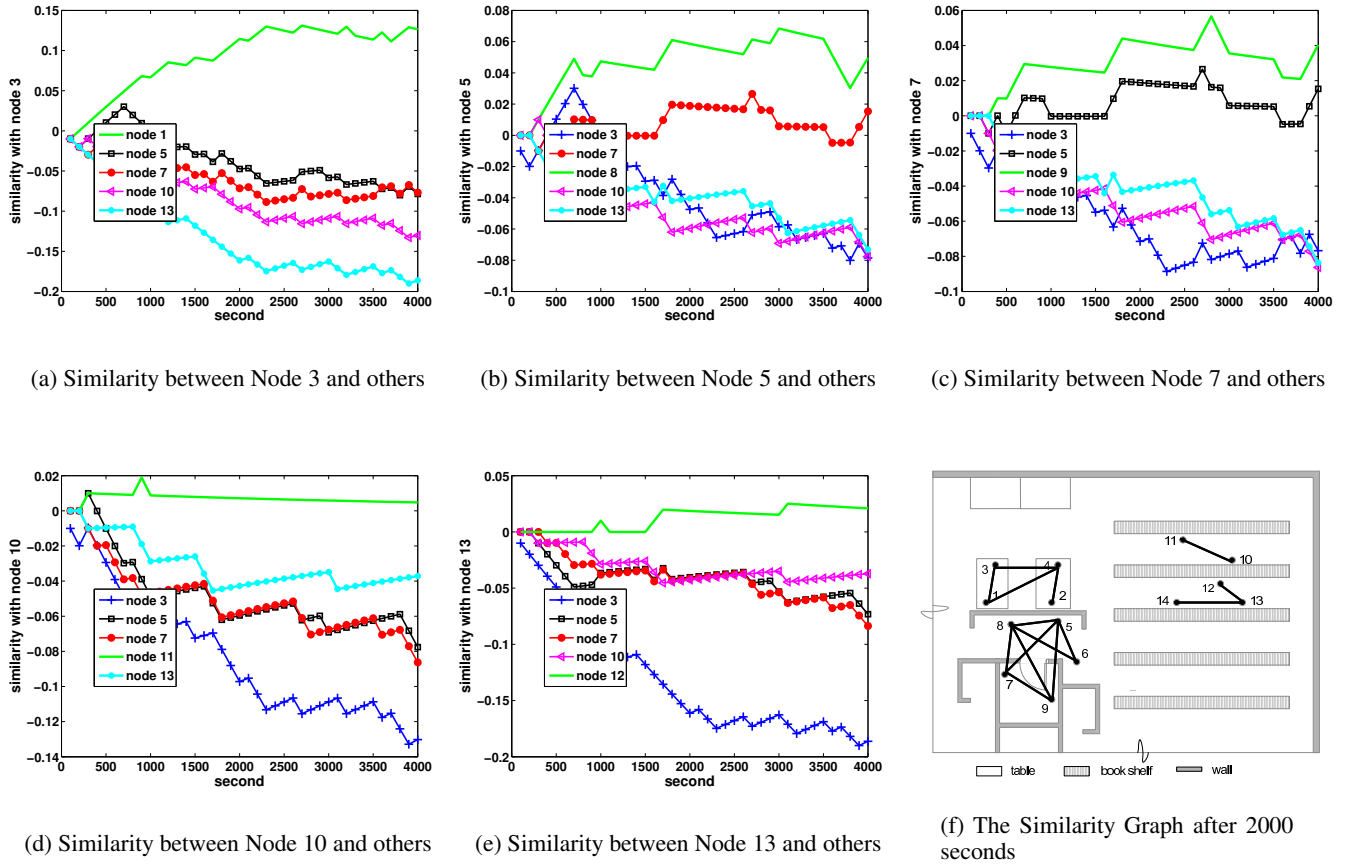 0.15
0.1
0.05
0
−0.05
−0.1
−0.15
−0.2
similarity with node 3
node 1
node 5
node 7
node 10
node 13
0 500 1000 1500 2000 2500 3000 3500 4000
second
(a) Similarity between Node 3 and others
0.08
0.06
0.04
0.02
0
−0.02
−0.04
−0.06
−0.08
−0.1
similarity with node 5
node 3
node 7
node 8
node 10
node 13
0 500 1000 1500 2000 2500 3000 3500 4000
second
(b) Similarity between Node 5 and others
0.06
0.04
0.02
0
−0.02
−0.04
−0.06
−0.08
−0.1
similarity with node 7
node 3
node 5
node 9
node 10
node 13
0 500 1000 1500 2000 2500 3000 3500 4000
second
(c) Similarity between Node 7 and others
0.02
0
−0.02
−0.04
−0.06
−0.08
−0.1
−0.12
−0.14
similarity with node 10
node 3
node 5
node 7
node 11
node 13
0 500 1000 1500 2000 2500 3000 3500 4000
second
(d) Similarity between Node 10 and others
0.05
0
−0.05
−0.1
−0.15
−0.2
similarity with node 13
node 3
node 5
node 7
node 10
node 12
0 500 1000 1500 2000 2500 3000 3500 4000
second
(e) Similarity between Node 13 and others
11
10
3
4
12
1
2
14
13
8
5
6
7
9
table book shelf wall
(f) The Similarity Graph after 2000
seconds